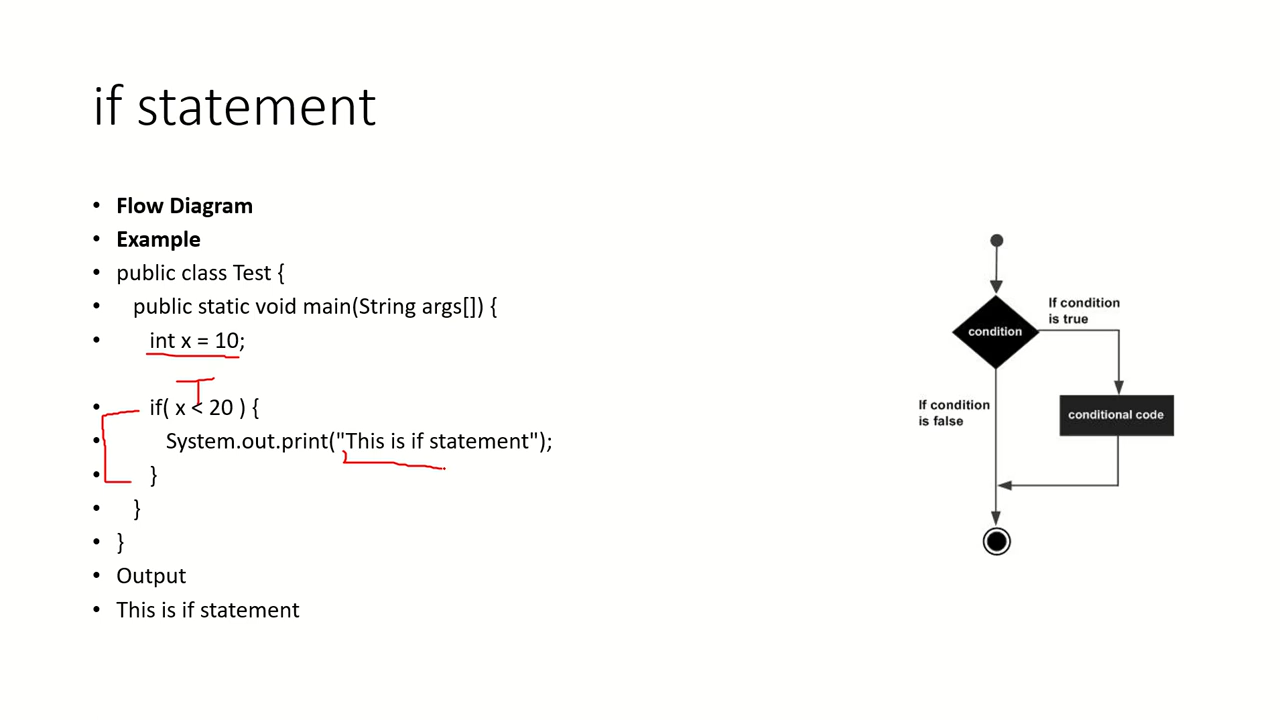 if statement
• Flow Diagram
• Example
• public class Test {
• public static void main(String args[]) {
• int x = 10;
T
• if( x < 20 ) {
• System.out.print("This is if statement");
• }
• }
• }
• Output
• This is if statement
If condition
is true
condition
If condition
is false
conditional code